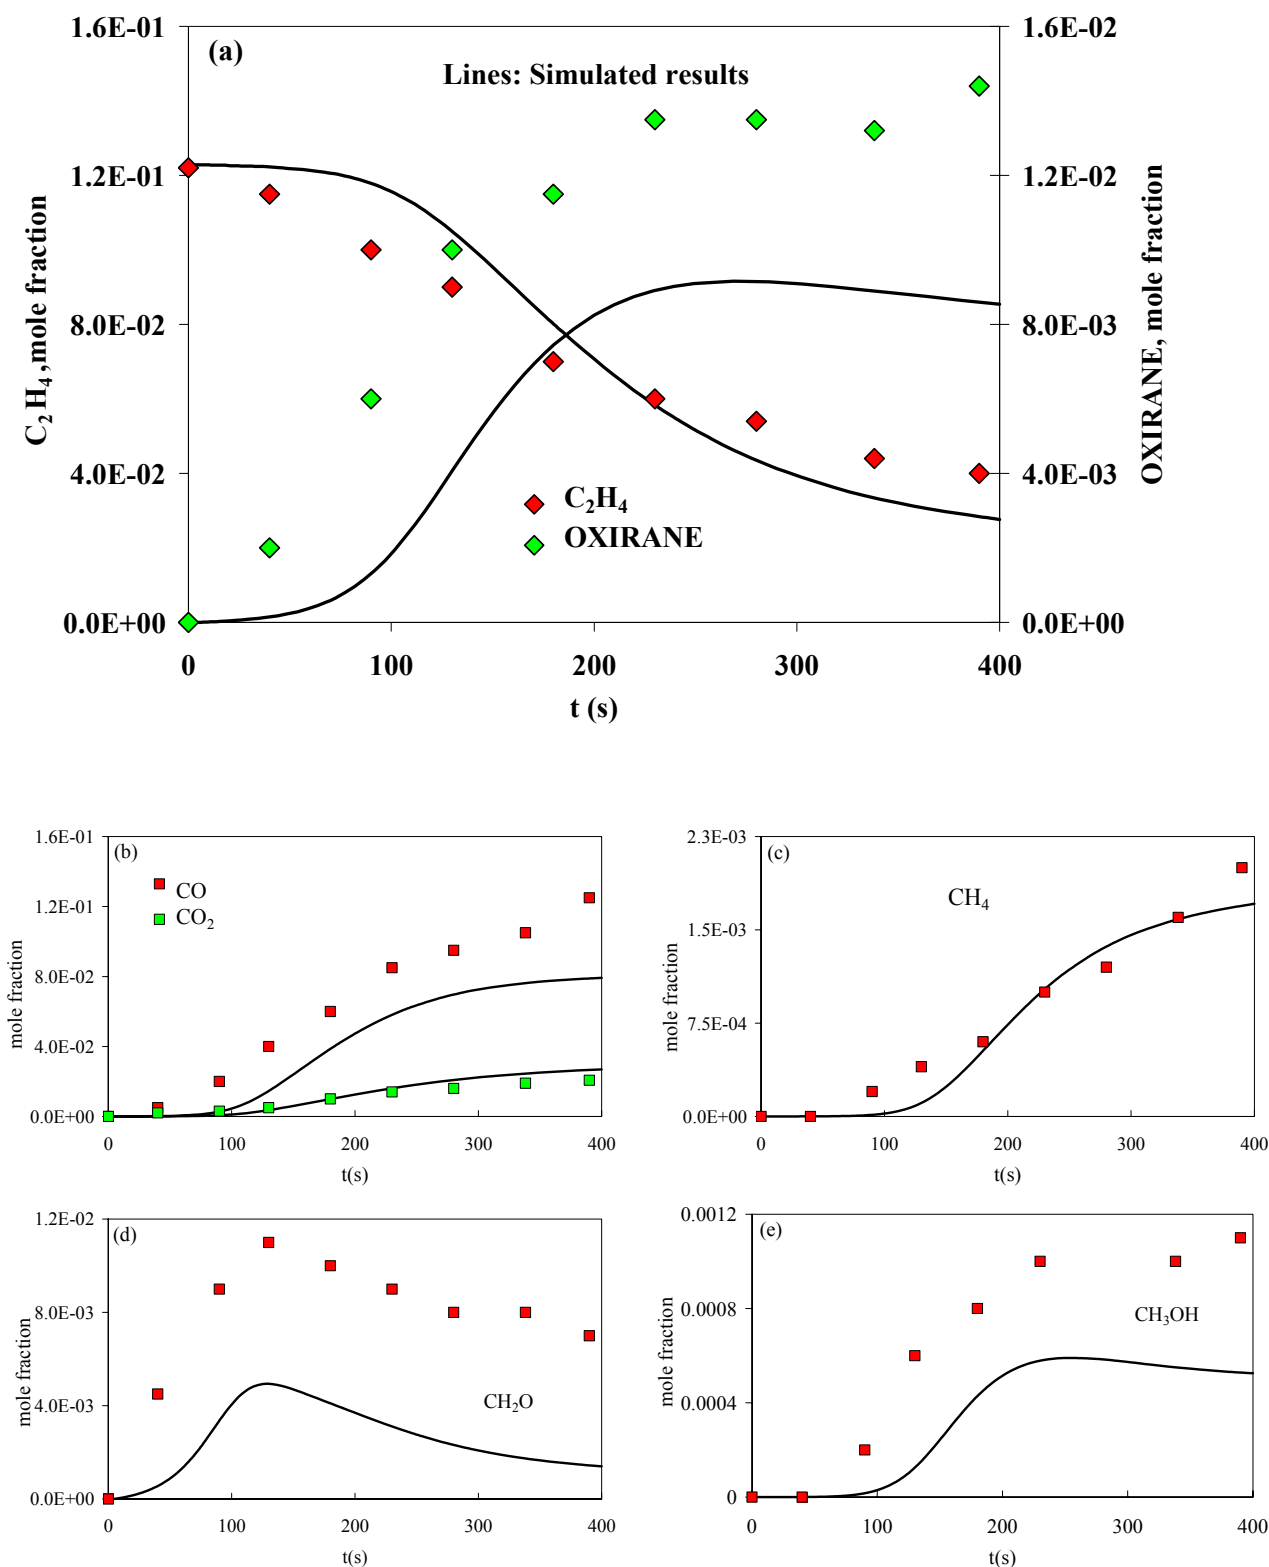 (a)
Lines: Simulated results
1.6E-01
1.2E-01
8.0E-02
4.0E-02
0.0E+00
C₂H₄,mole fraction
1.6E-02
1.2E-02
8.0E-03
4.0E-03
0.0E+00
OXIRANE, mole fraction
C₂H₄
OXIRANE
0 100 200 300 400
t (s)
(b)
CO
CO₂
1.6E-01
1.2E-01
8.0E-02
4.0E-02
0.0E+00
mole fraction
0 100 200 300 400
t(s)
(c)
CH₄
2.3E-03
1.5E-03
7.5E-04
0.0E+00
mole fraction
0 100 200 300 400
t(s)
(d)
CH₂O
1.2E-02
8.0E-03
4.0E-03
0.0E+00
mole fraction
0 100 200 300 400
t(s)
(e)
CH₃OH
0.0012
0.0008
0.0004
0
mole fraction
0 100 200 300 400
t(s)